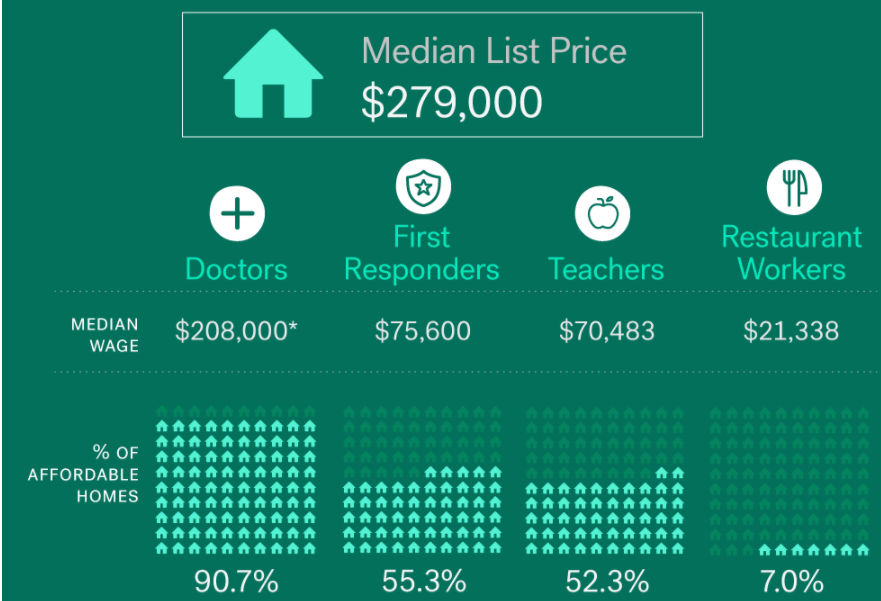 Median List Price
$279,000
Doctors
First
Responders
Teachers
Restaurant
Workers
MEDIAN
WAGE
$208,000*
$75,600
$70,483
$21,338
% OF
AFFORDABLE
HOMES
90.7%
55.3%
52.3%
7.0%